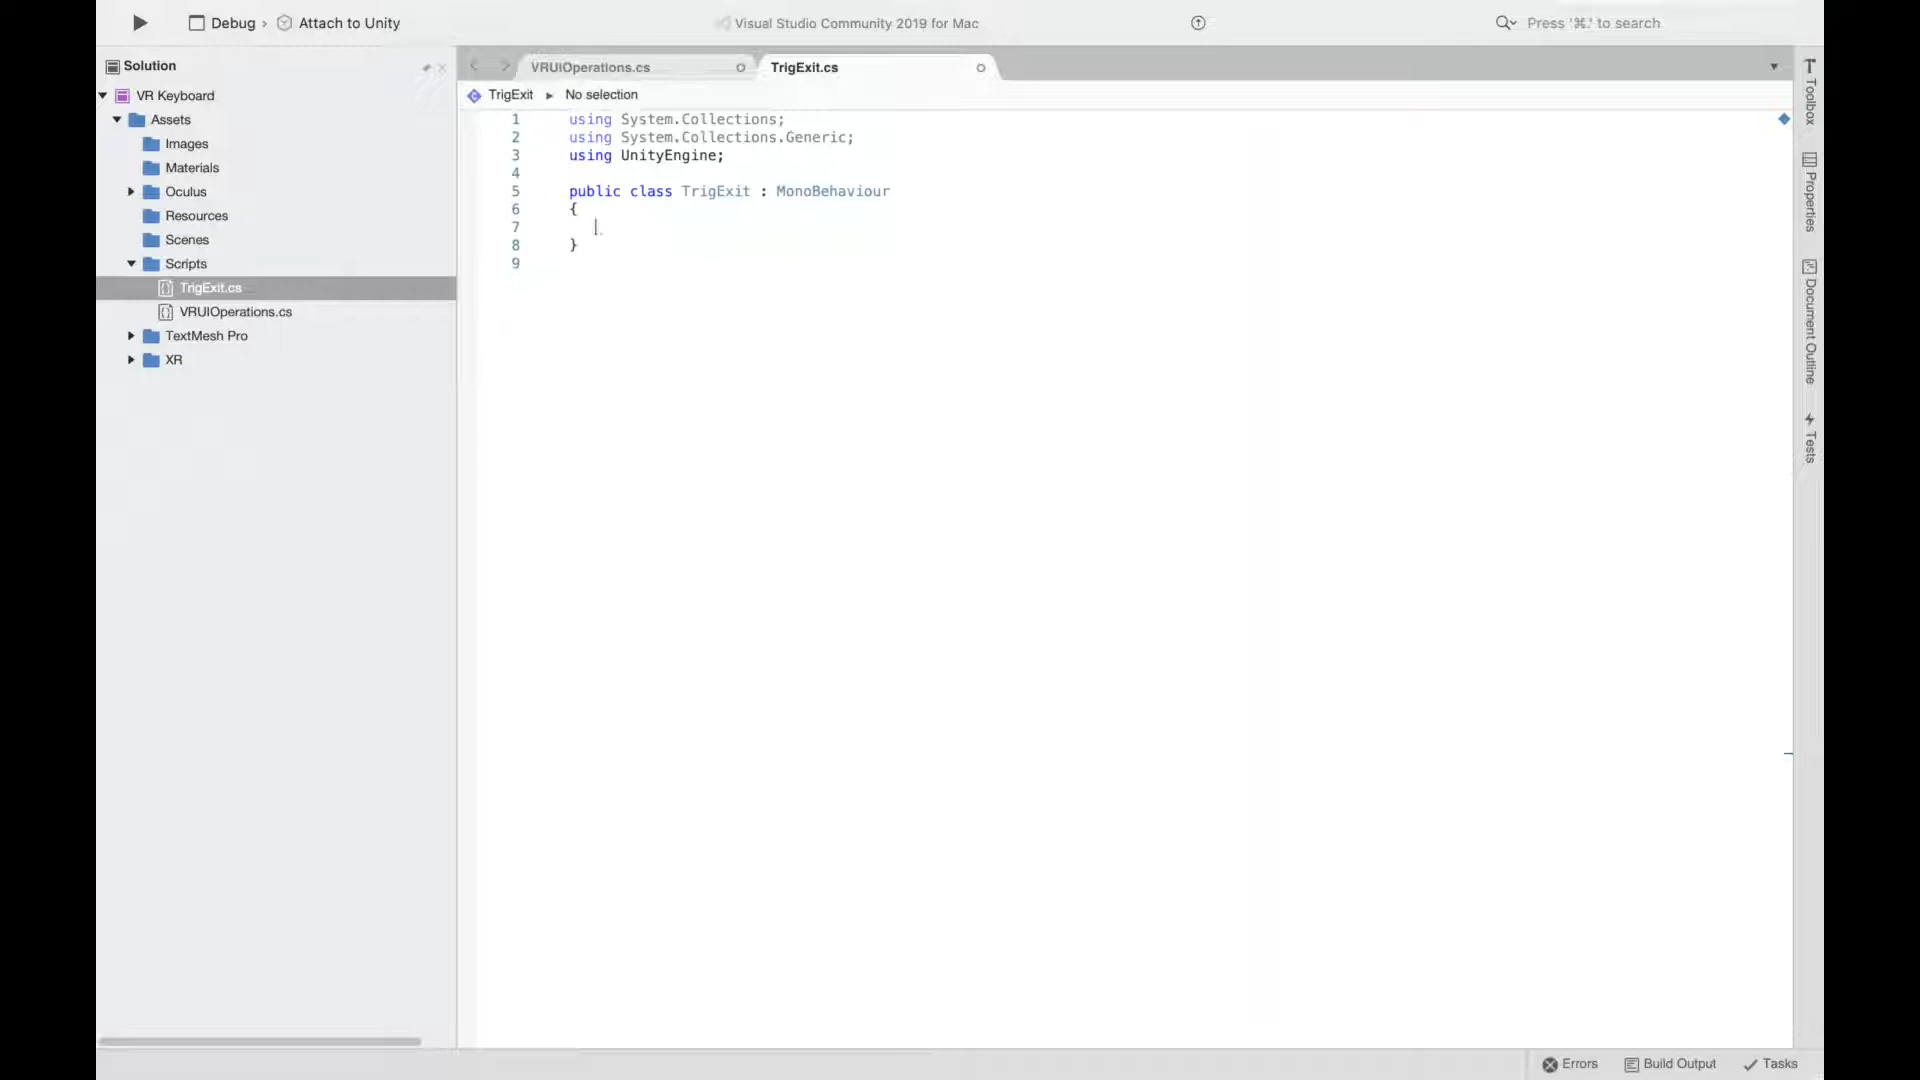 Debug › Attach to Unity
Visual Studio Community 2019 for Mac
Press '⌘.' to search
Solution
VR Keyboard
Assets
Images
Materials
Oculus
Resources
Scenes
Scripts
TrigExit.cs
VRUIOperations.cs
TextMesh Pro
XR
VRUIOperations.cs
TrigExit.cs
TrigExit ▸ No selection
1 using System.Collections;
2 using System.Collections.Generic;
3 using UnityEngine;
4
5 public class TrigExit : MonoBehaviour
6 {
7
8 }
9
Toolbox
Properties
Document Outline
Tests
Errors
Build Output
Tasks